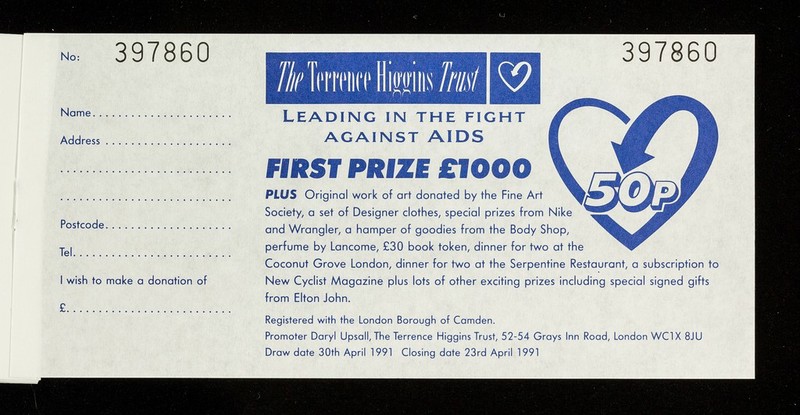 No: 397860
Name
Address
Postcode
Tel.
I wish to make a donation of
£
397860
The Terrence Higgins Trust
LEADING IN THE FIGHT
AGAINST AIDS
FIRST PRIZE £1000
50P
PLUS Original work of art donated by the Fine Art
Society, a set of Designer clothes, special prizes from Nike
and Wrangler, a hamper of goodies from the Body Shop,
perfume by Lancome, £30 book token, dinner for two at the
Coconut Grove London, dinner for two at the Serpentine Restaurant, a subscription to
New Cyclist Magazine plus lots of other exciting prizes including special signed gifts
from Elton John.
Registered with the London Borough of Camden.
Promoter Daryl Upsall, The Terrence Higgins Trust, 52-54 Grays Inn Road, London WC1X 8JU
Draw date 30th April 1991 Closing date 23rd April 1991